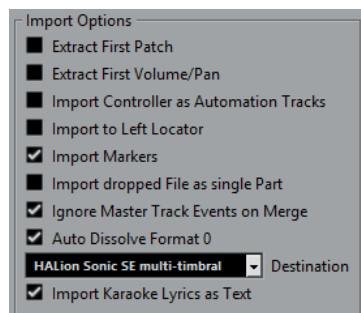 Import Options
Extract First Patch
Extract First Volume/Pan
Import Controller as Automation Tracks
Import to Left Locator
Import Markers
Import dropped File as single Part
Ignore Master Track Events on Merge
Auto Dissolve Format 0
HALion Sonic SE multi-timbral Destination
Import Karaoke Lyrics as Text